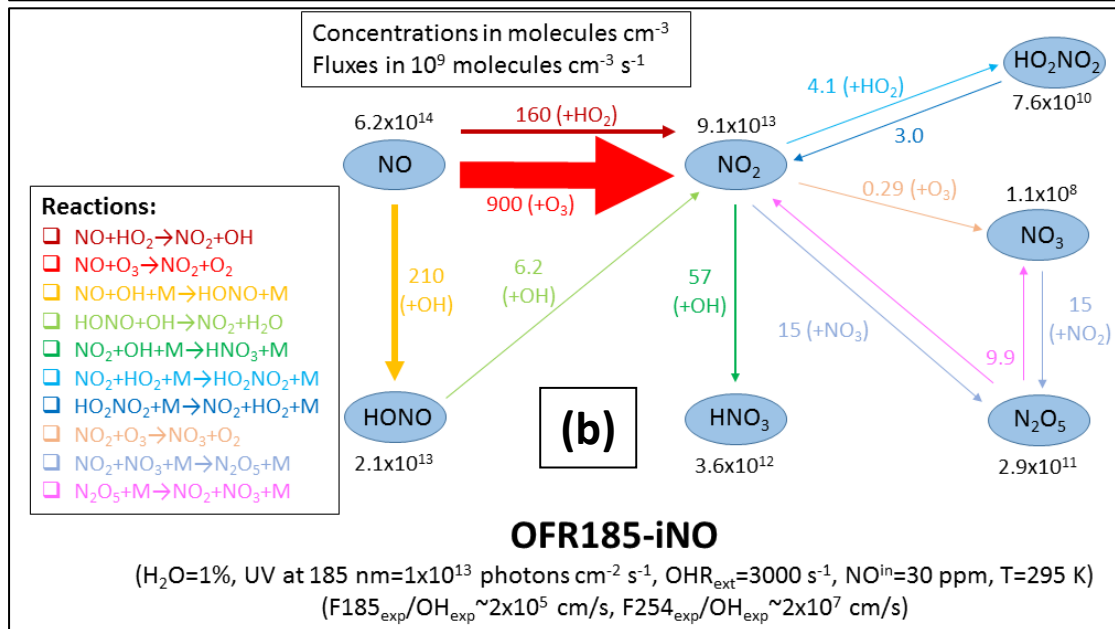 Concentrations in molecules cm⁻³
Fluxes in 10⁹ molecules cm⁻³ s⁻¹
HO₂NO₂
7.6x10¹⁰
4.1 (+HO₂)
3.0
160 (+HO₂)
6.2x10¹⁴
NO
9.1x10¹³
NO₂
900 (+O₃)
0.29 (+O₃)
1.1x10⁸
NO₃
Reactions:
❑ NO+HO₂→NO₂+OH
❑ NO+O₃→NO₂+O₂
❑ NO+OH+M→HONO+M
❑ HONO+OH→NO₂+H₂O
❑ NO₂+OH+M→HNO₃+M
❑ NO₂+HO₂+M→HO₂NO₂+M
❑ HO₂NO₂+M→NO₂+HO₂+M
❑ NO₂+O₃→NO₃+O₂
❑ NO₂+NO₃+M→N₂O₅+M
❑ N₂O₅+M→NO₂+NO₃+M
210
(+OH)
6.2
(+OH)
57
(+OH)
15 (+NO₃)
9.9
15
(+NO₂)
HONO
2.1x10¹³
(b)
HNO₃
3.6x10¹²
N₂O₅
2.9x10¹¹
OFR185-iNO
(H₂O=1%, UV at 185 nm=1x10¹³ photons cm⁻² s⁻¹, OHRₑₓₜ=3000 s⁻¹, NOⁱⁿ=30 ppm, T=295 K)
(F185ₑₓₚ/OHₑₓₚ~2x10⁵ cm/s, F254ₑₓₚ/OHₑₓₚ~2x10⁷ cm/s)